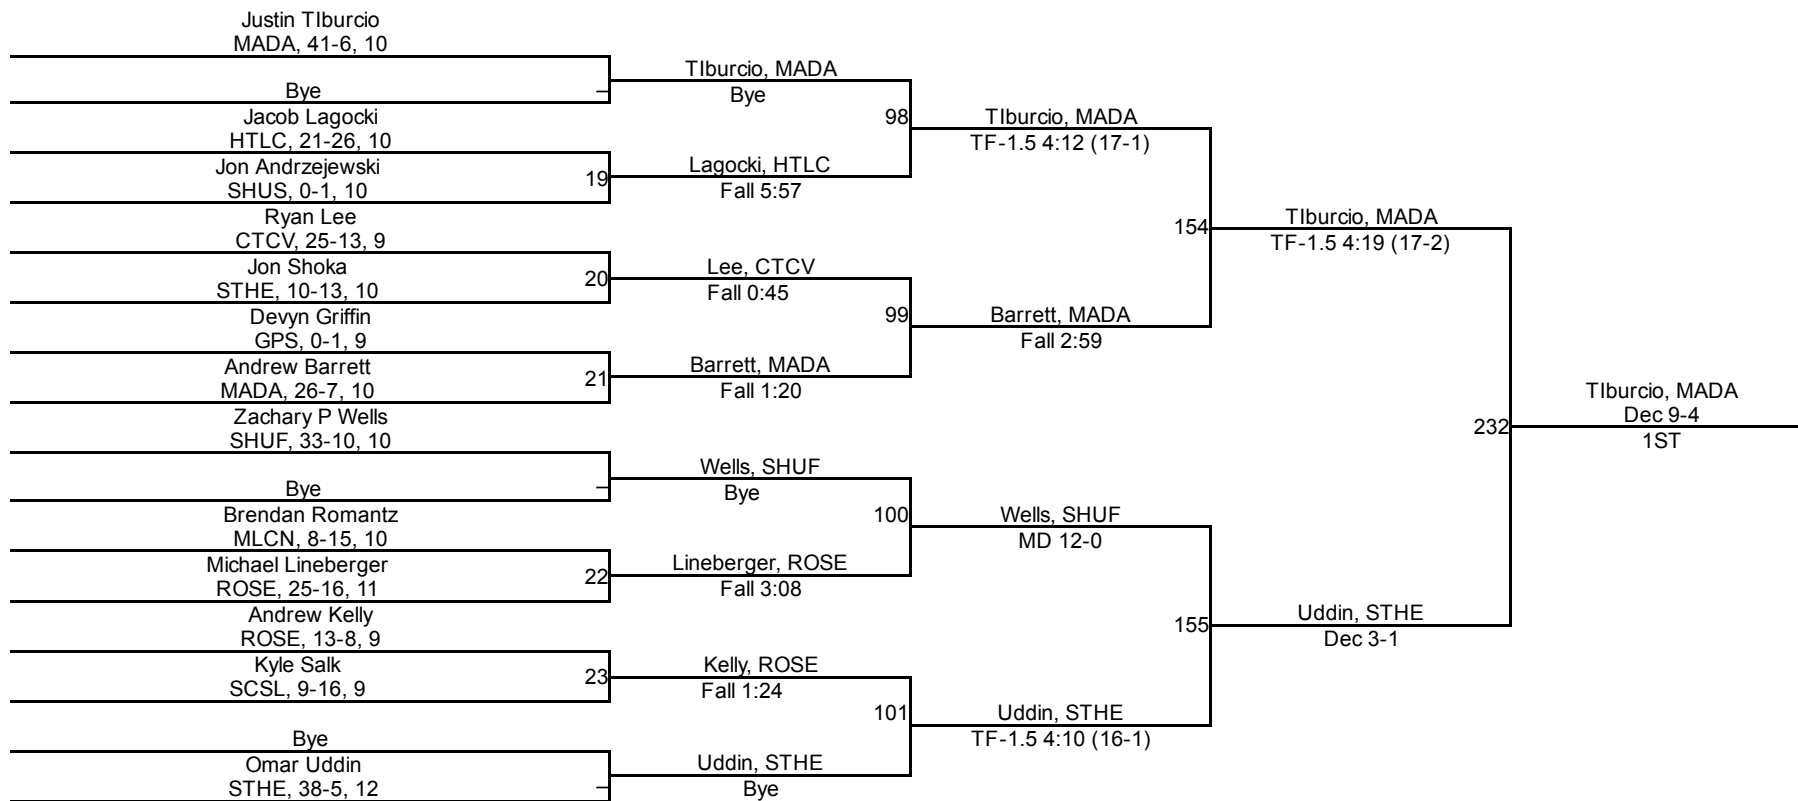 Justin TIburcio
MADA, 41-6, 10
Bye
–
Jacob Lagocki
HTLC, 21-26, 10
Jon Andrzejewski
SHUS, 0-1, 10
19
Ryan Lee
CTCV, 25-13, 9
Jon Shoka
STHE, 10-13, 10
20
Devyn Griffin
GPS, 0-1, 9
Andrew Barrett
MADA, 26-7, 10
21
Zachary P Wells
SHUF, 33-10, 10
Bye
–
Brendan Romantz
MLCN, 8-15, 10
Michael Lineberger
ROSE, 25-16, 11
22
Andrew Kelly
ROSE, 13-8, 9
Kyle Salk
SCSL, 9-16, 9
23
Bye
Omar Uddin
STHE, 38-5, 12
–
TIburcio, MADA
Bye
98
Lagocki, HTLC
Fall 5:57
Lee, CTCV
Fall 0:45
99
Barrett, MADA
Fall 1:20
Wells, SHUF
Bye
100
Lineberger, ROSE
Fall 3:08
Kelly, ROSE
Fall 1:24
101
Uddin, STHE
Bye
TIburcio, MADA
TF-1.5 4:12 (17-1)
154
Barrett, MADA
Fall 2:59
Wells, SHUF
MD 12-0
155
Uddin, STHE
TF-1.5 4:10 (16-1)
TIburcio, MADA
TF-1.5 4:19 (17-2)
232
Uddin, STHE
Dec 3-1
TIburcio, MADA
Dec 9-4
1ST